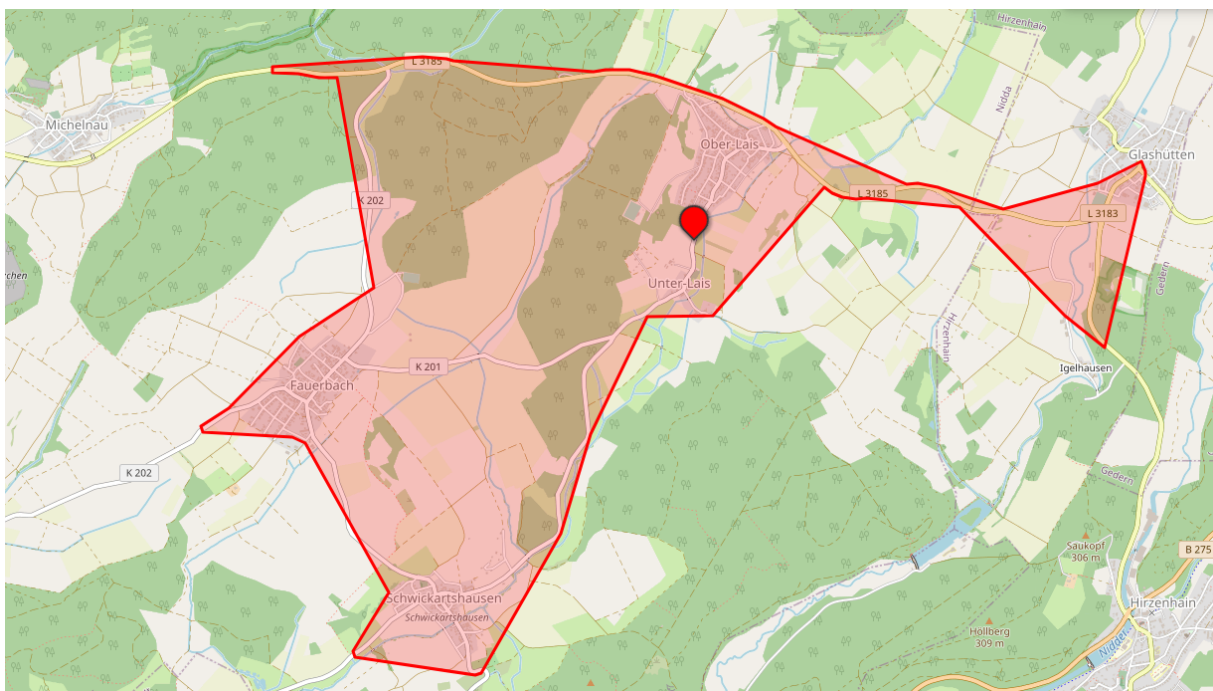 Hirzenhain
L 3185
Michelnau
Nidda
Ober-Lais
Glashütten
K 202
L 3185
L 3183
Unter-Lais
Gedern
Hirzenhain
K 201
Igelhausen
Fauerbach
K 202
Gedern
Saukopf
306 m
B 275
Schwickartshausen
Schwickartshausen
Hirzenhain
Hollberg
309 m
Nidder